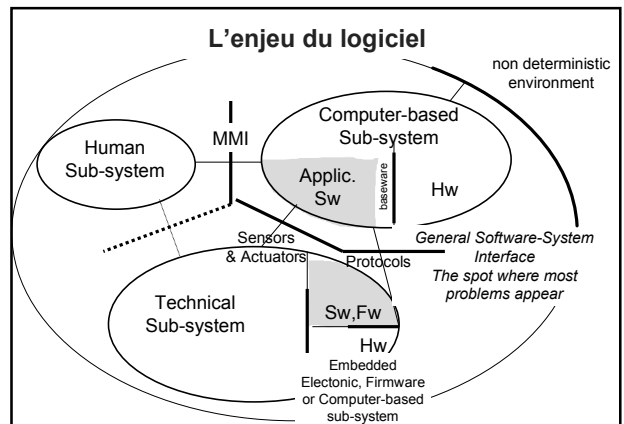 L'enjeu du logiciel
non deterministic
environment
Computer-based
Sub-system
MMI
Human
Sub-system
Applic.
Sw
baseware
Hw
Sensors
& Actuators
Protocols
General Software-System
Interface
The spot where most
problems appear
Technical
Sub-system
Sw,Fw
Hw
Embedded
Electonic, Firmware
or Computer-based
sub-system